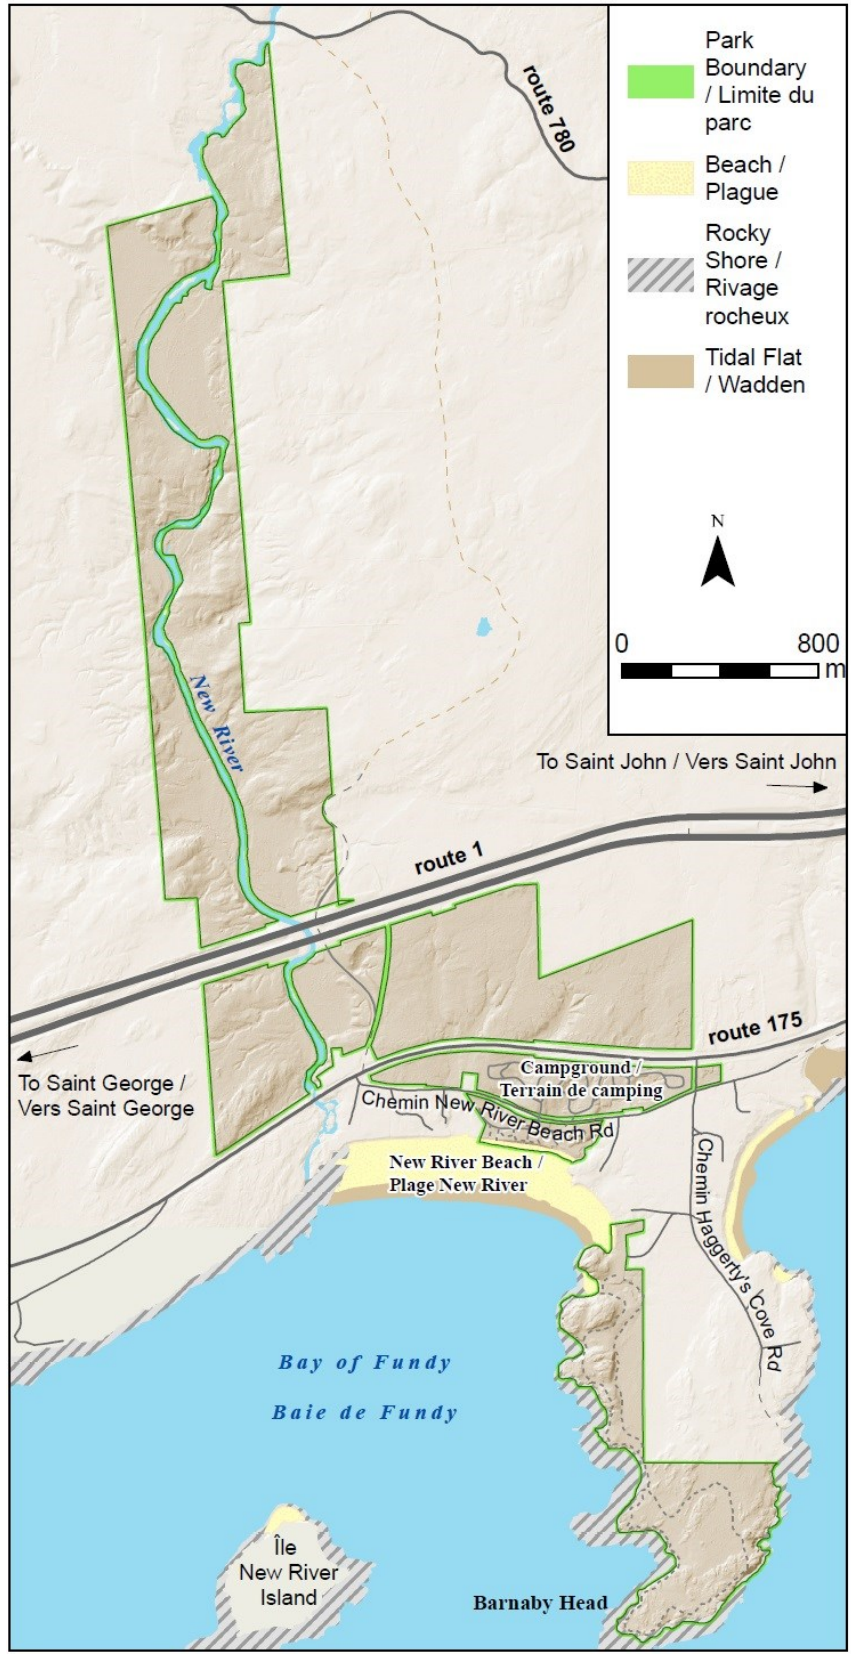 route 780
Park
Boundary
/ Limite du
parc
Beach /
Plague
Rocky
Shore /
Rivage
rocheux
Tidal Flat
/ Wadden
N
0 800
m
New River
To Saint John / Vers Saint John
route 1
route 175
To Saint George /
Vers Saint George
Campground /
Terrain de camping
Chemin New River Beach Rd
New River Beach /
Plage New River
Chemin Haggerty's Cove Rd
Bay of Fundy
Baie de Fundy
Île
New River
Island
Barnaby Head